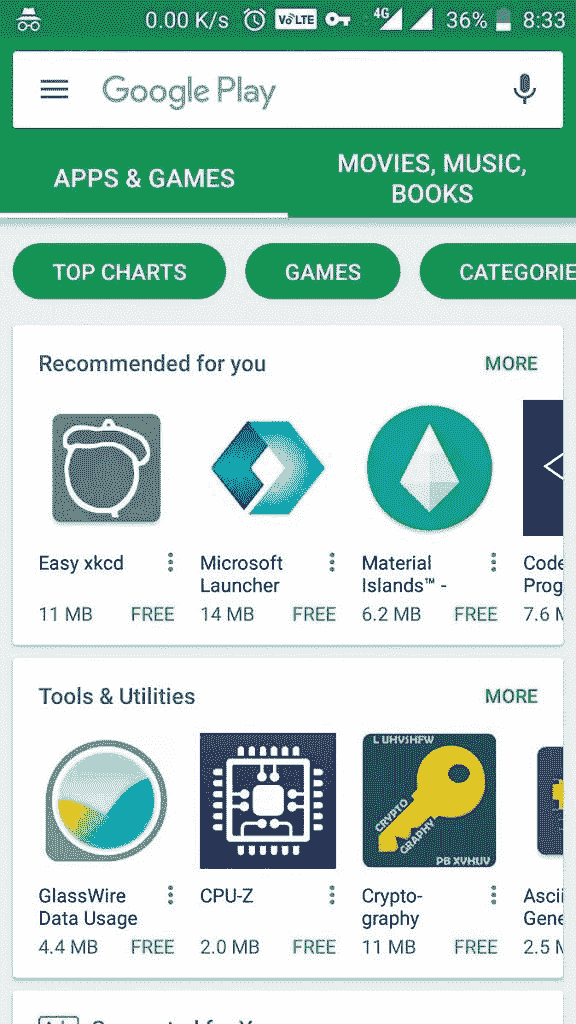 0.00 K/s VoLTE 4G 36% 8:33
Google Play
APPS & GAMES
MOVIES, MUSIC,
BOOKS
TOP CHARTS GAMES CATEGORIE
Recommended for you MORE
Easy xkcd
Microsoft
Launcher
Material
Islands™ -
Code
Prog
11 MB FREE 14 MB FREE 6.2 MB FREE 7.6 M
Tools & Utilities MORE
L UHVSHFW
CRYPTO
GRAPHY
PB XVHUV
GlassWire
Data Usage
CPU-Z
Crypto-
graphy
Ascii
Gene
4.4 MB FREE 2.0 MB FREE 11 MB FREE 2.5 M